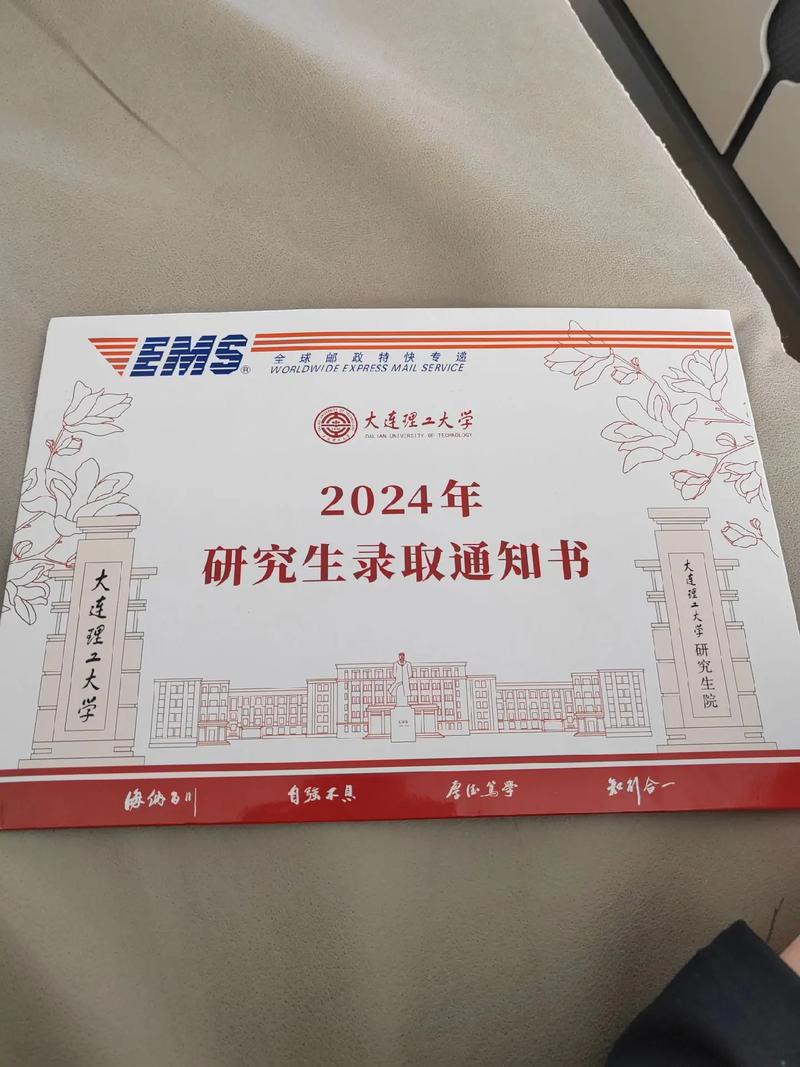 EMS®
全球邮政特快专递
WORLDWIDE EXPRESS MAIL SERVICE
大连理工大学
DALIAN UNIVERSITY OF TECHNOLOGY
2024年
研究生录取通知书
大连理工大学
大连理工大学研究生院
海纳百川 自强不息 厚德笃学 知行合一